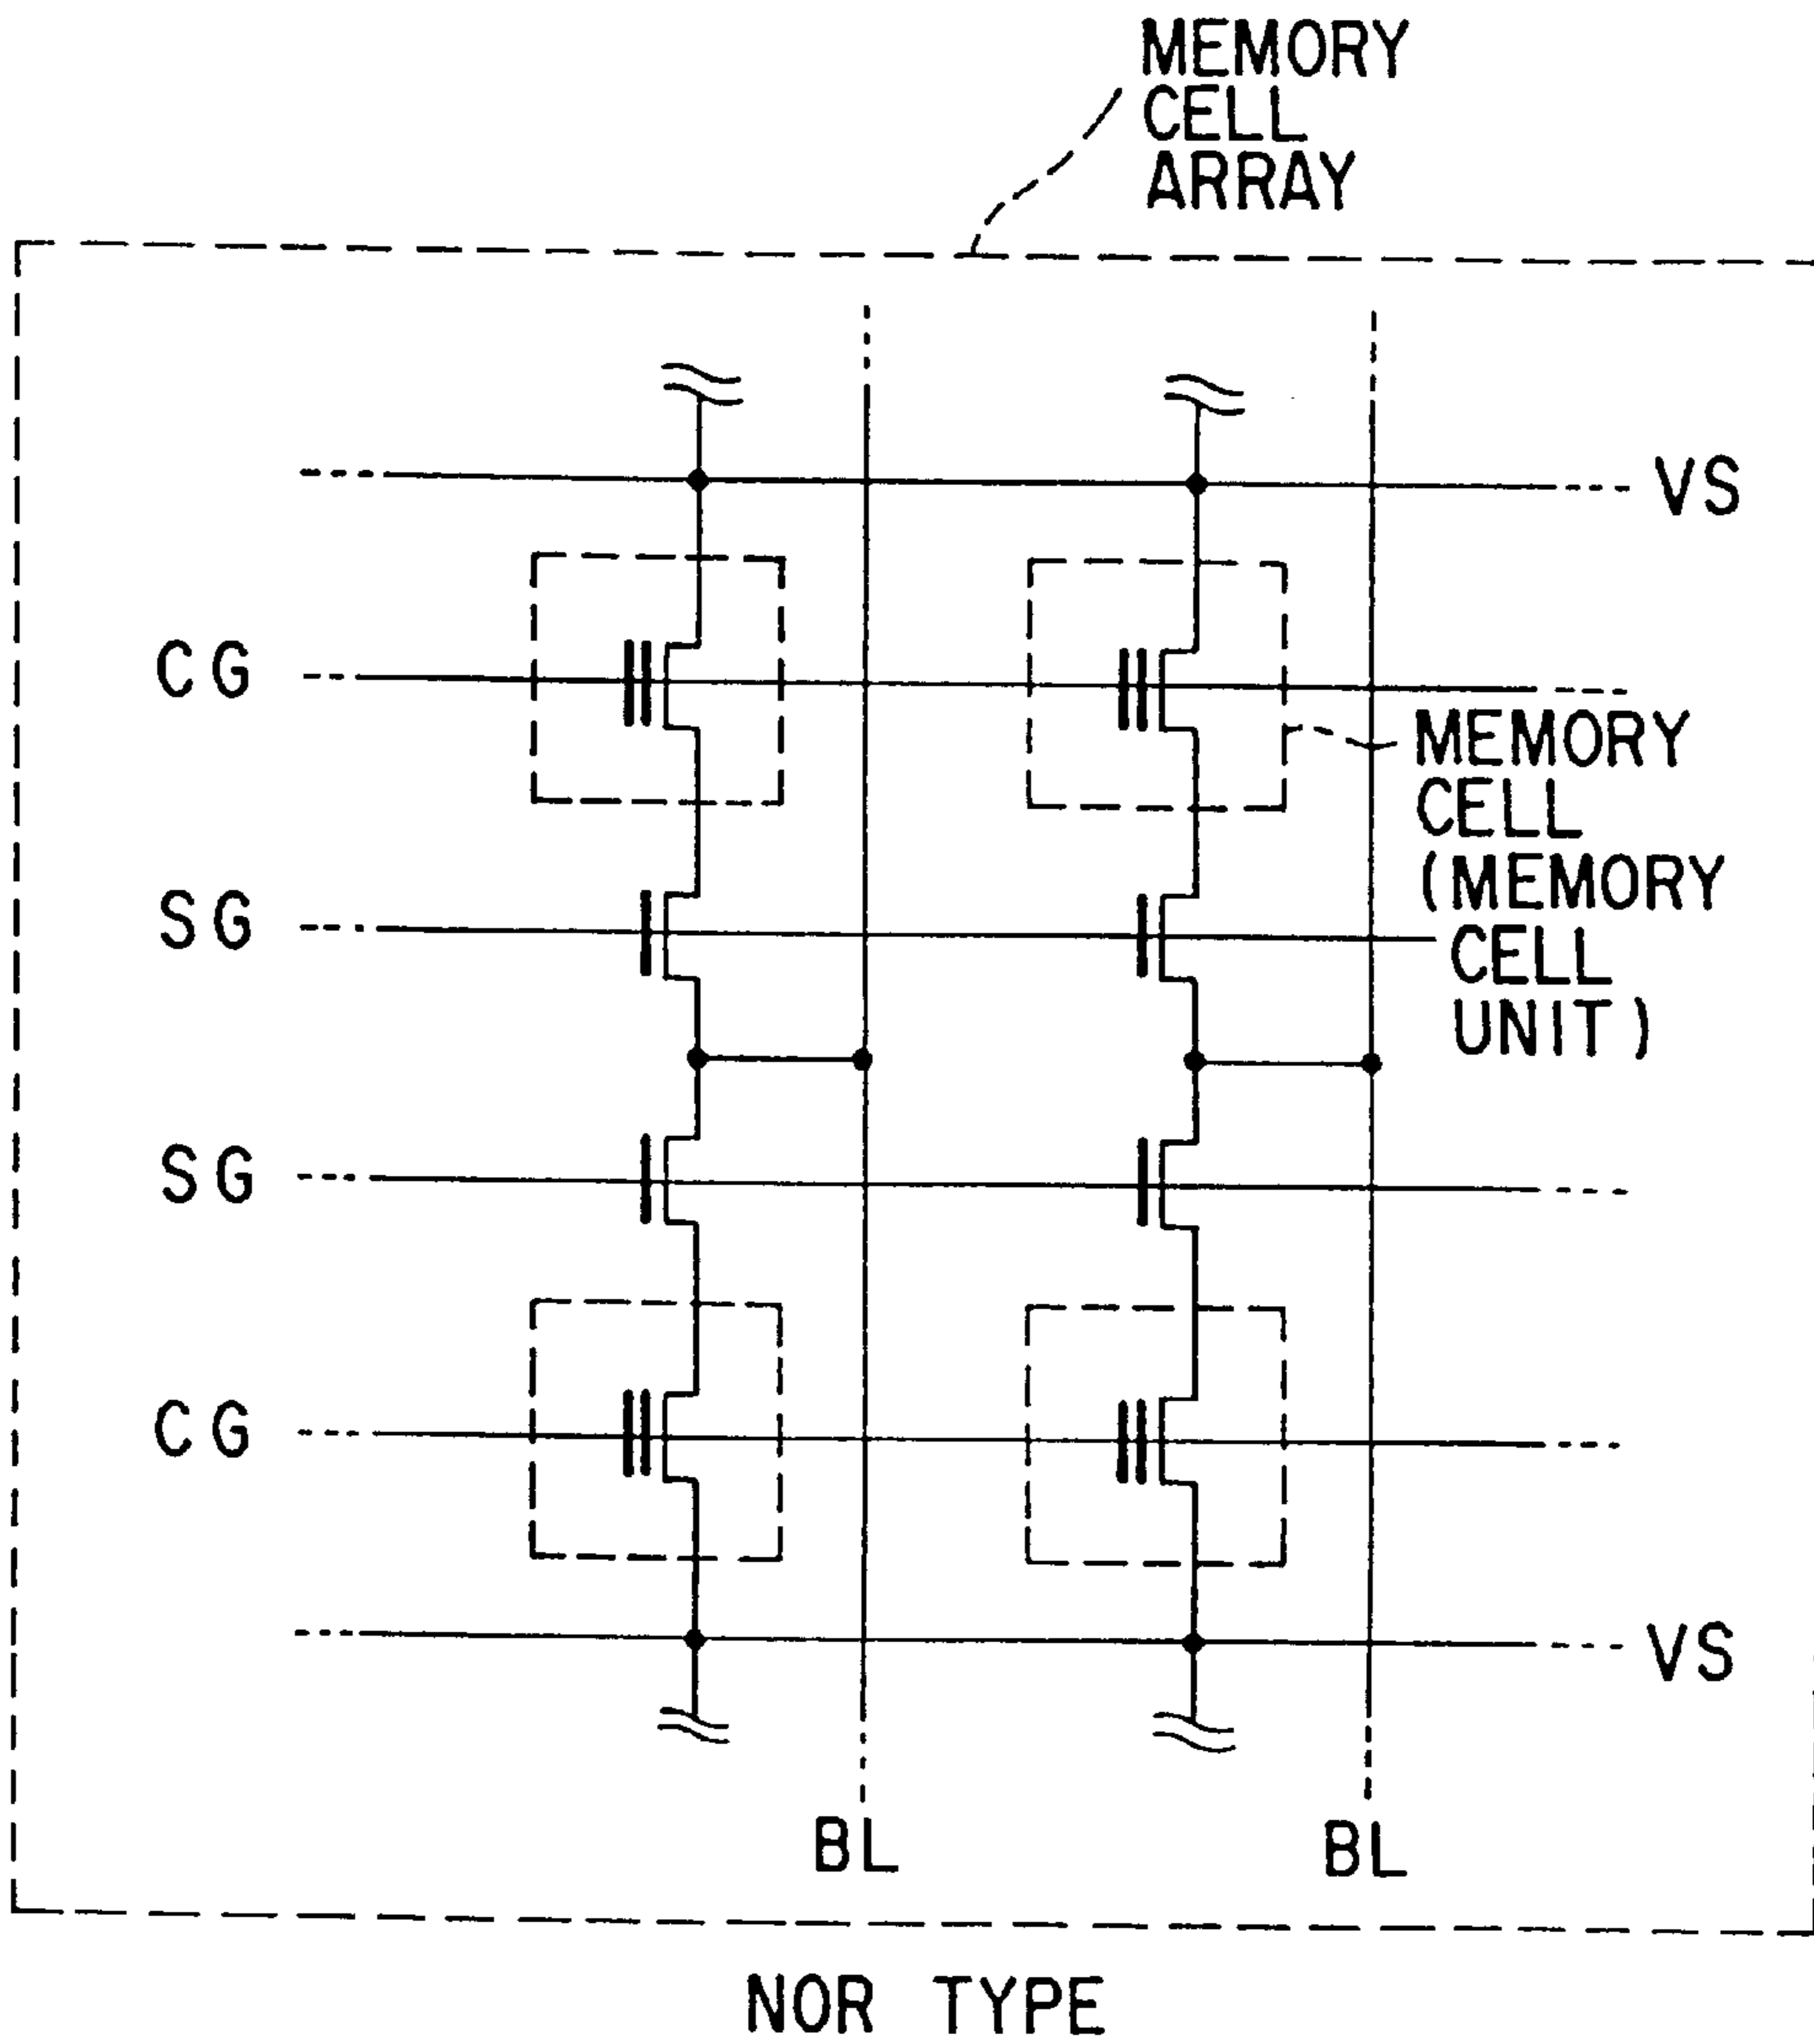 MEMORY
CELL
ARRAY
VS
CG
MEMORY
CELL
(MEMORY
CELL
UNIT)
SG
SG
CG
VS
BL BL
NOR TYPE